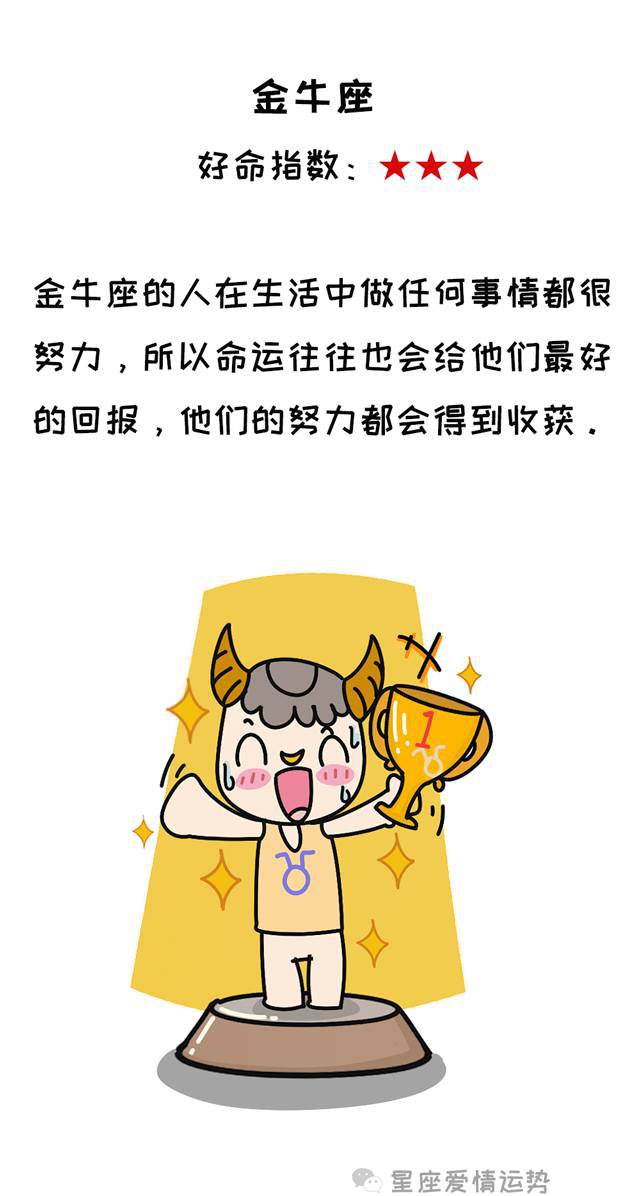 金牛座
好命指数：★★★
金牛座的人在生活中做任何事情都很
努力，所以命运往往也会给他们最好
的回报，他们的努力都会得到收获．
1
星座爱情运势